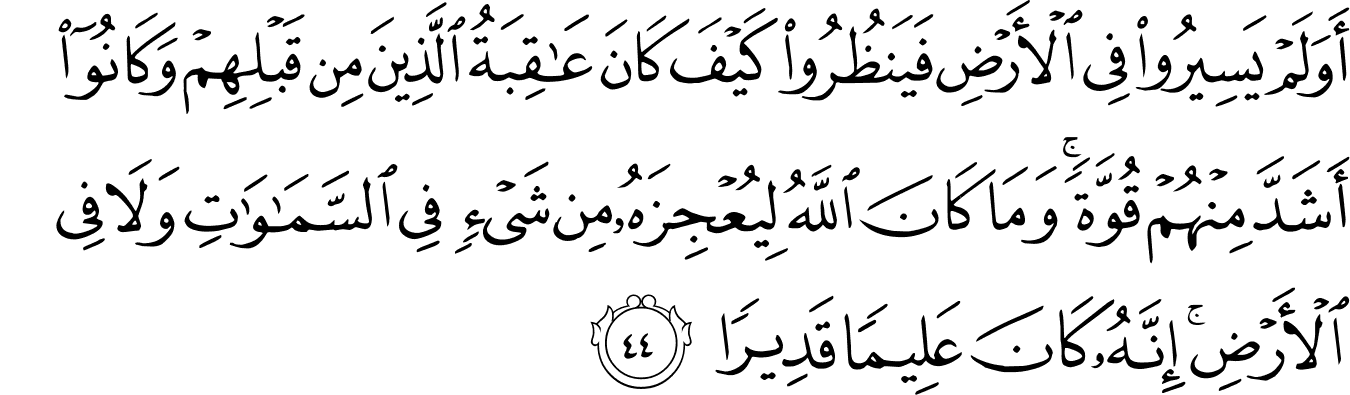 أَوَلَمْ يَسِيرُوا۟ فِى ٱلْأَرْضِ فَيَنظُرُوا۟ كَيْفَ كَانَ عَـٰقِبَةُ ٱلَّذِينَ مِن قَبْلِهِمْ وَكَانُوٓا۟
أَشَدَّ مِنْهُمْ قُوَّةً ۚ وَمَا كَانَ ٱللَّهُ لِيُعْجِزَهُۥ مِن شَىْءٍ فِى ٱلسَّمَـٰوَٰتِ وَلَا فِى
ٱلْأَرْضِ ۚ إِنَّهُۥ كَانَ عَلِيمًا قَدِيرًا ٤٤